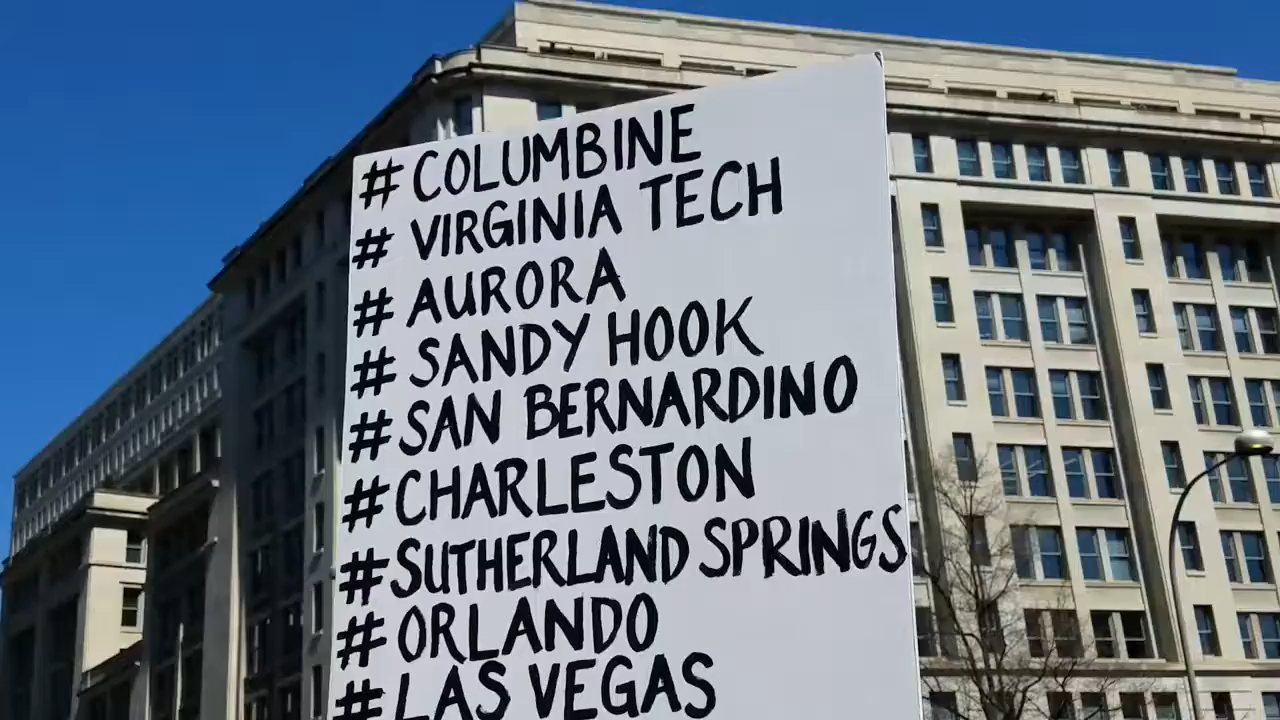 # COLUMBINE
# VIRGINIA TECH
# AURORA
# SANDY HOOK
# SAN BERNARDINO
# CHARLESTON
# SUTHERLAND SPRINGS
# ORLANDO
# LAS VEGAS